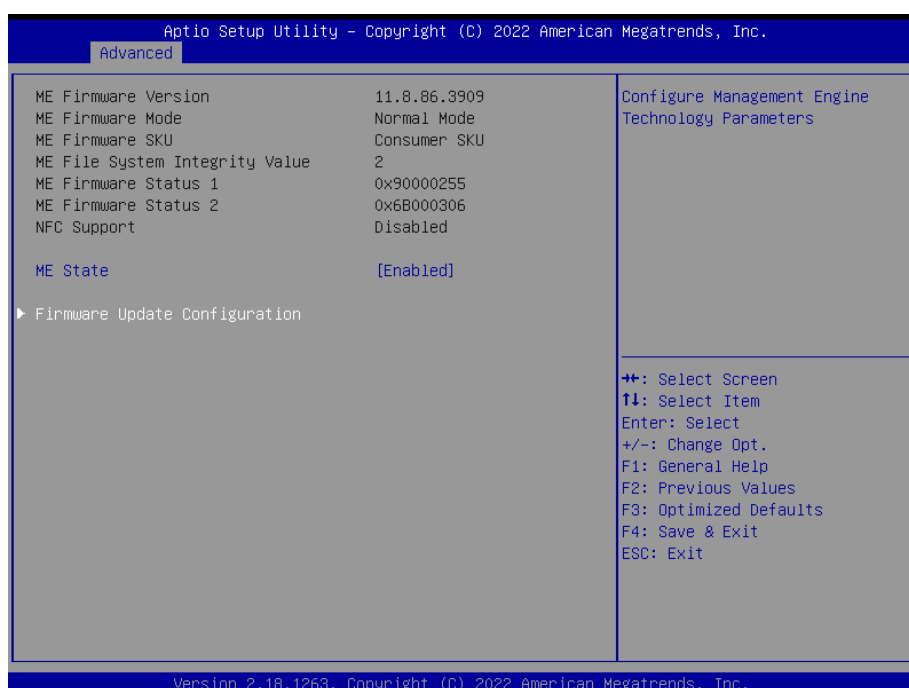 Aptio Setup Utility – Copyright (C) 2022 American Megatrends, Inc.
Advanced
ME Firmware Version 11.8.86.3909
ME Firmware Mode Normal Mode
ME Firmware SKU Consumer SKU
ME File System Integrity Value 2
ME Firmware Status 1 0x90000255
ME Firmware Status 2 0x6B000306
NFC Support Disabled
ME State [Enabled]
Firmware Update Configuration
Configure Management Engine
Technology Parameters
→←: Select Screen
↑↓: Select Item
Enter: Select
+/-: Change Opt.
F1: General Help
F2: Previous Values
F3: Optimized Defaults
F4: Save & Exit
ESC: Exit
Version 2.18.1263. Copyright (C) 2022 American Megatrends, Inc.